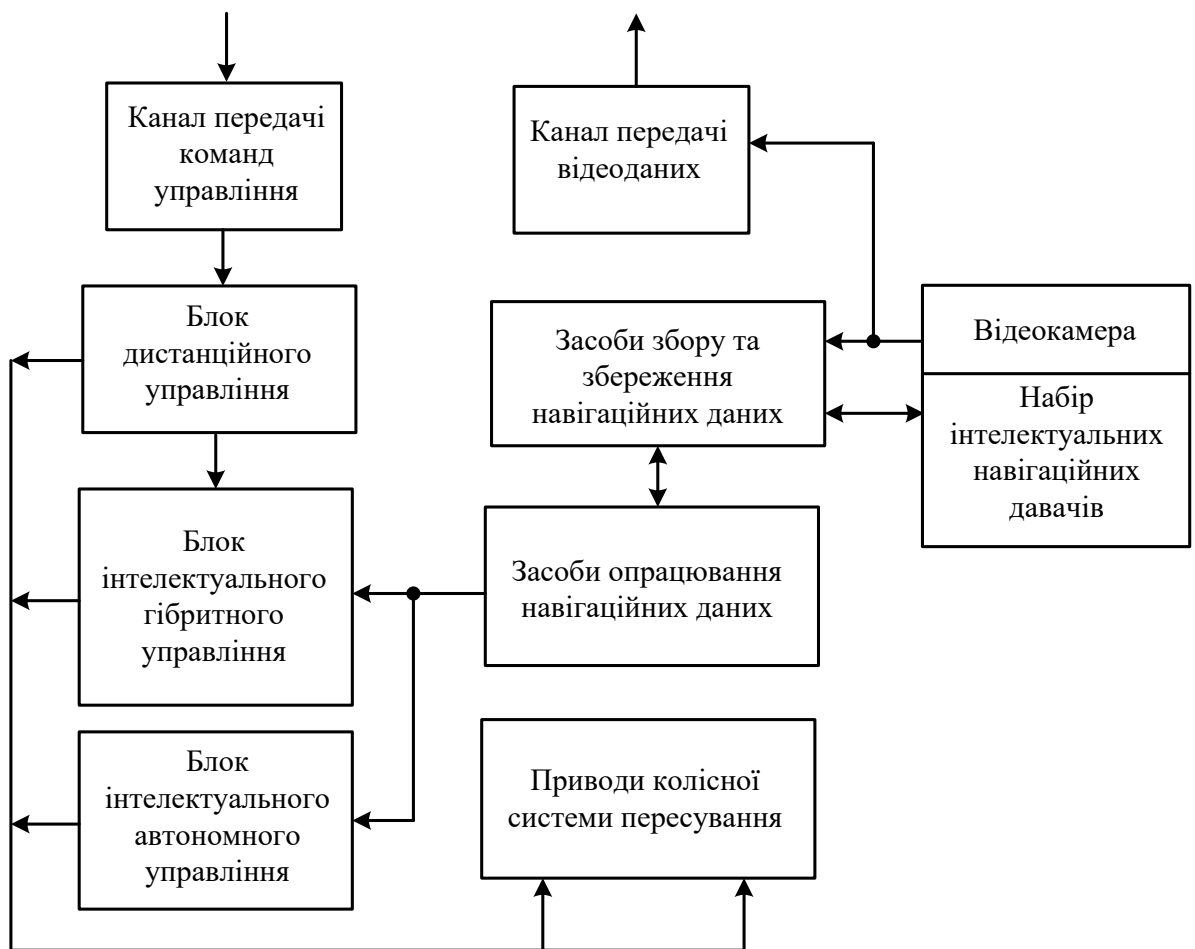 Канал передачі
команд
управління
Канал передачі
відеоданих
Блок
дистанційного
управління
Засоби збору та
збереження
навігаційних даних
Відеокамера
Набір
інтелектуальних
навігаційних
давачів
Блок
інтелектуального
гібритного
управління
Засоби опрацювання
навігаційних даних
Блок
інтелектуального
автономного
управління
Приводи колісної
системи пересування